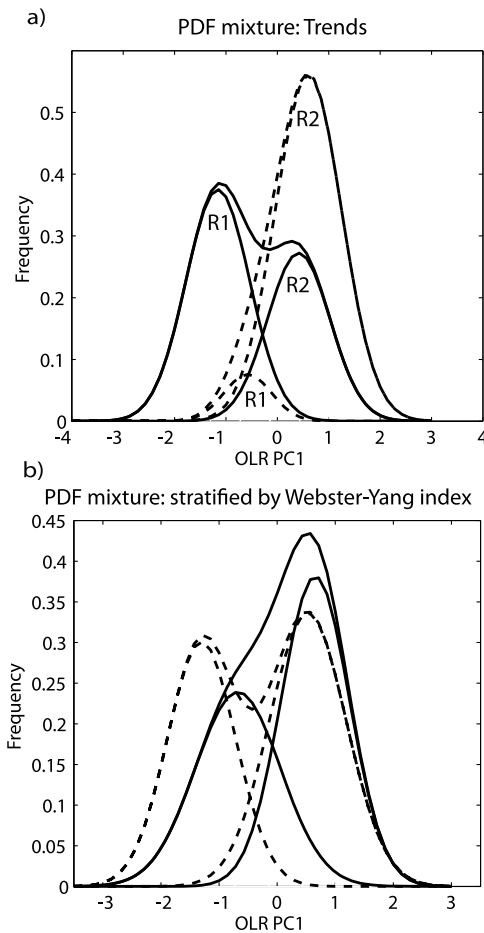 a)
PDF mixture: Trends
0.5
0.4
0.3
0.2
0.1
0
Frequency
R1
R2
R2
R1
-4 -3 -2 -1 0 1 2 3 4
OLR PC1
b)
PDF mixture: stratified by Webster-Yang index
0.45
0.4
0.35
0.3
0.25
0.2
0.15
0.1
0.05
0
Frequency
-3 -2 -1 0 1 2 3
OLR PC1